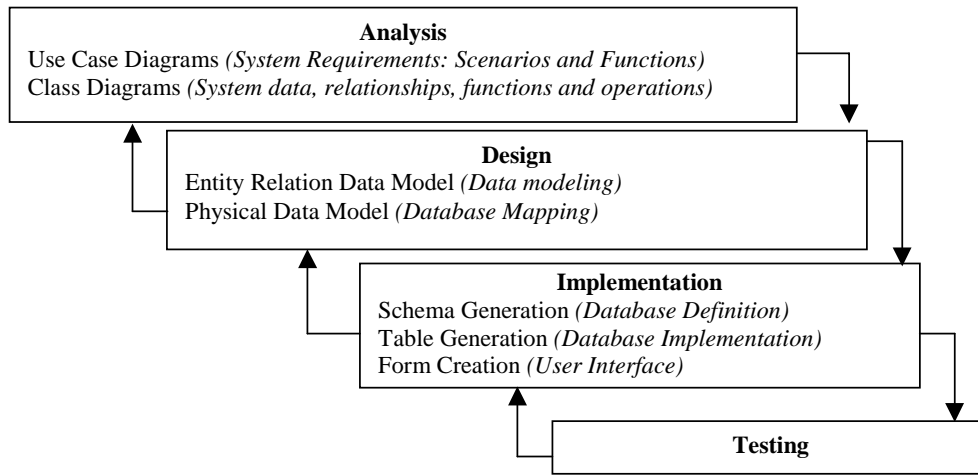 Analysis
Use Case Diagrams (System Requirements: Scenarios and Functions)
Class Diagrams (System data, relationships, functions and operations)
Design
Entity Relation Data Model (Data modeling)
Physical Data Model (Database Mapping)
Implementation
Schema Generation (Database Definition)
Table Generation (Database Implementation)
Form Creation (User Interface)
Testing